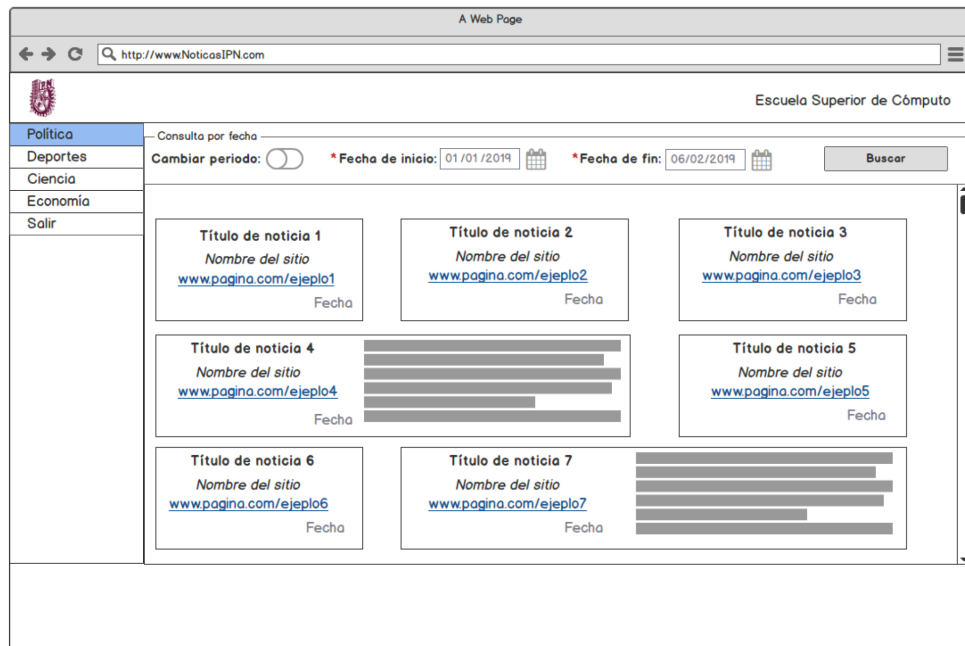 A Web Page
http://www.NoticasIPN.com
Escuela Superior de Cómputo
Política
Deportes
Ciencia
Economía
Salir
Consulta por fecha
Cambiar periodo: *Fecha de inicio: 01/01/2019 *Fecha de fin: 06/02/2019 Buscar
Título de noticia 1
Nombre del sitio
www.pagina.com/ejeplo1
Fecha
Título de noticia 2
Nombre del sitio
www.pagina.com/ejeplo2
Fecha
Título de noticia 3
Nombre del sitio
www.pagina.com/ejeplo3
Fecha
Título de noticia 4
Nombre del sitio
www.pagina.com/ejeplo4
Fecha
Título de noticia 5
Nombre del sitio
www.pagina.com/ejeplo5
Fecha
Título de noticia 6
Nombre del sitio
www.pagina.com/ejeplo6
Fecha
Título de noticia 7
Nombre del sitio
www.pagina.com/ejeplo7
Fecha